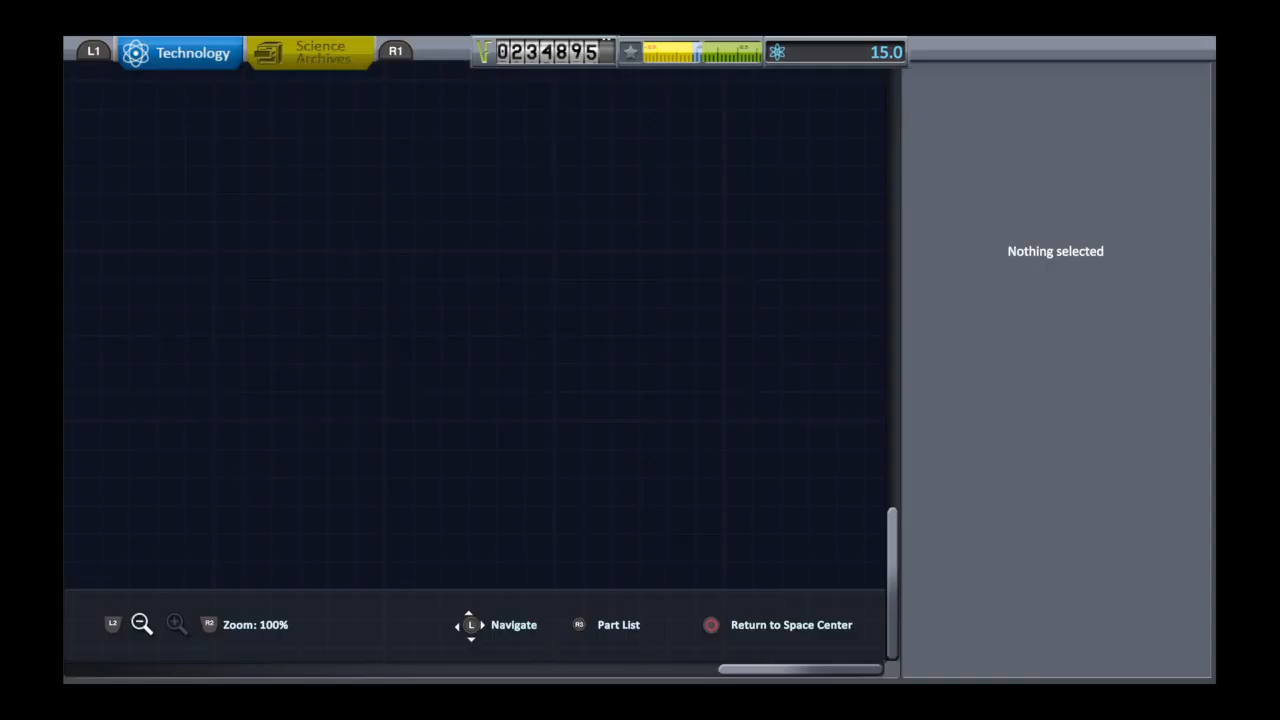 L1
Technology
Science
Archives
R1
0234895
15.0
Nothing selected
L2
R2
Zoom: 100%
L
Navigate
R3
Part List
Return to Space Center